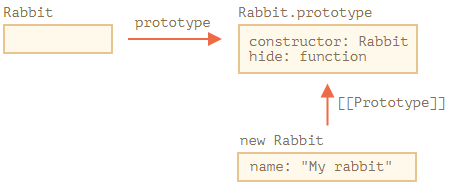 Rabbit
prototype
Rabbit.prototype
constructor: Rabbit
hide: function
[[Prototype]]
new Rabbit
name: "My rabbit"